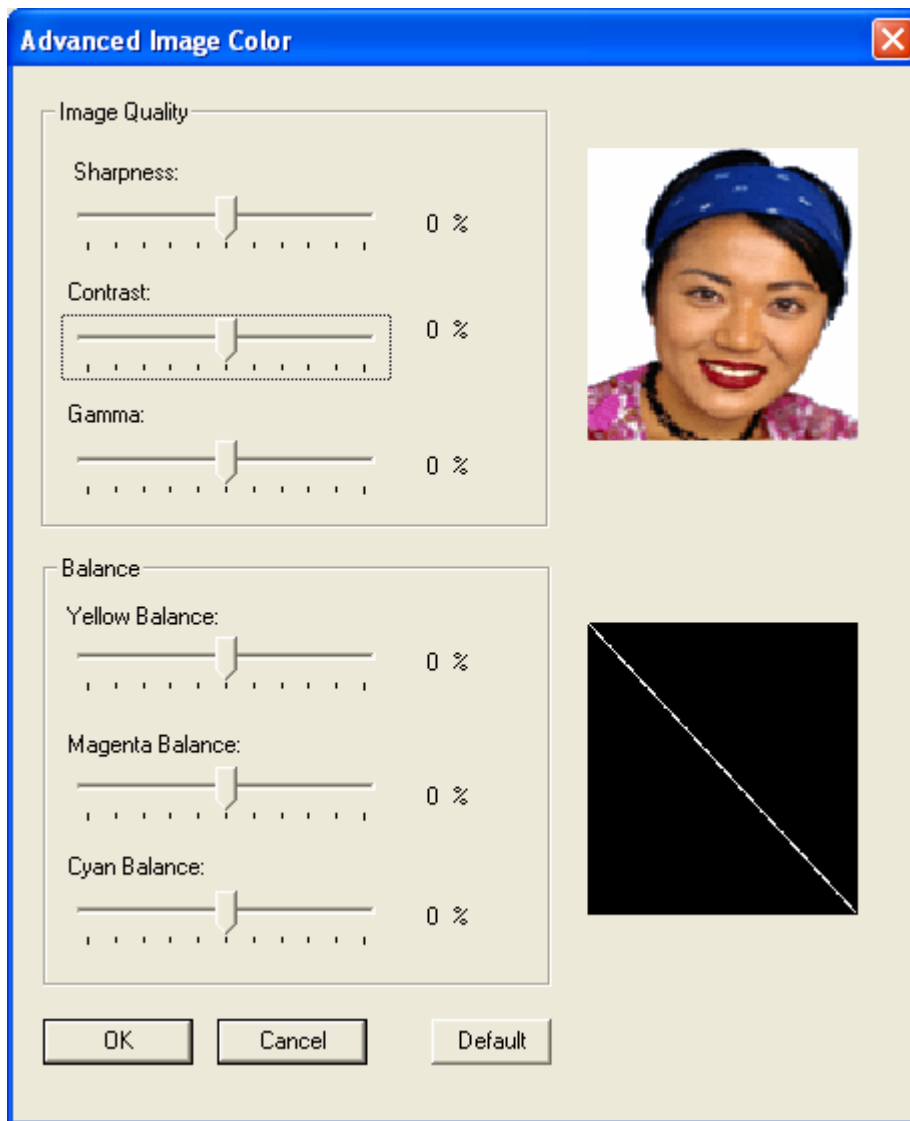 Advanced Image Color
Image Quality
Sharpness:
0 %
Contrast:
0 %
Gamma:
0 %
Balance
Yellow Balance:
0 %
Magenta Balance:
0 %
Cyan Balance:
0 %
OK Cancel Default